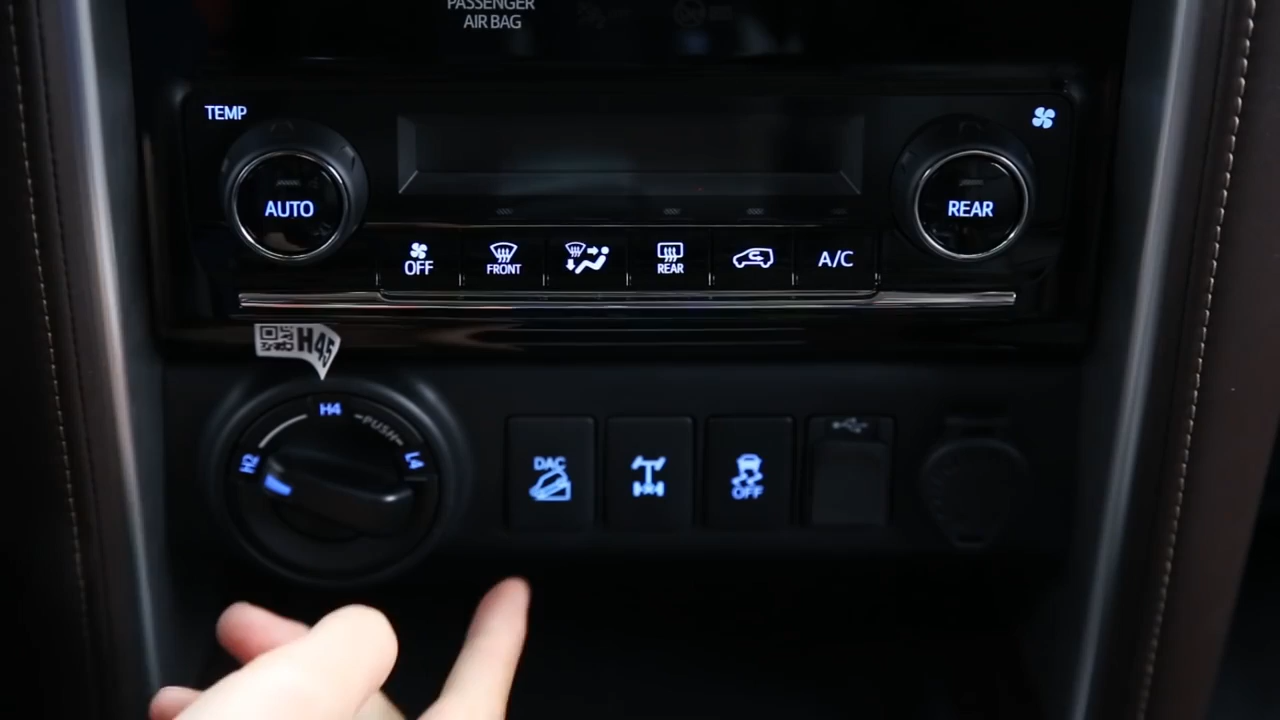 PASSENGER
AIR BAG
TEMP
AUTO
REAR
OFF
FRONT
REAR
A/C
H45
H4
PUSH
H2
L4
DAC
OFF